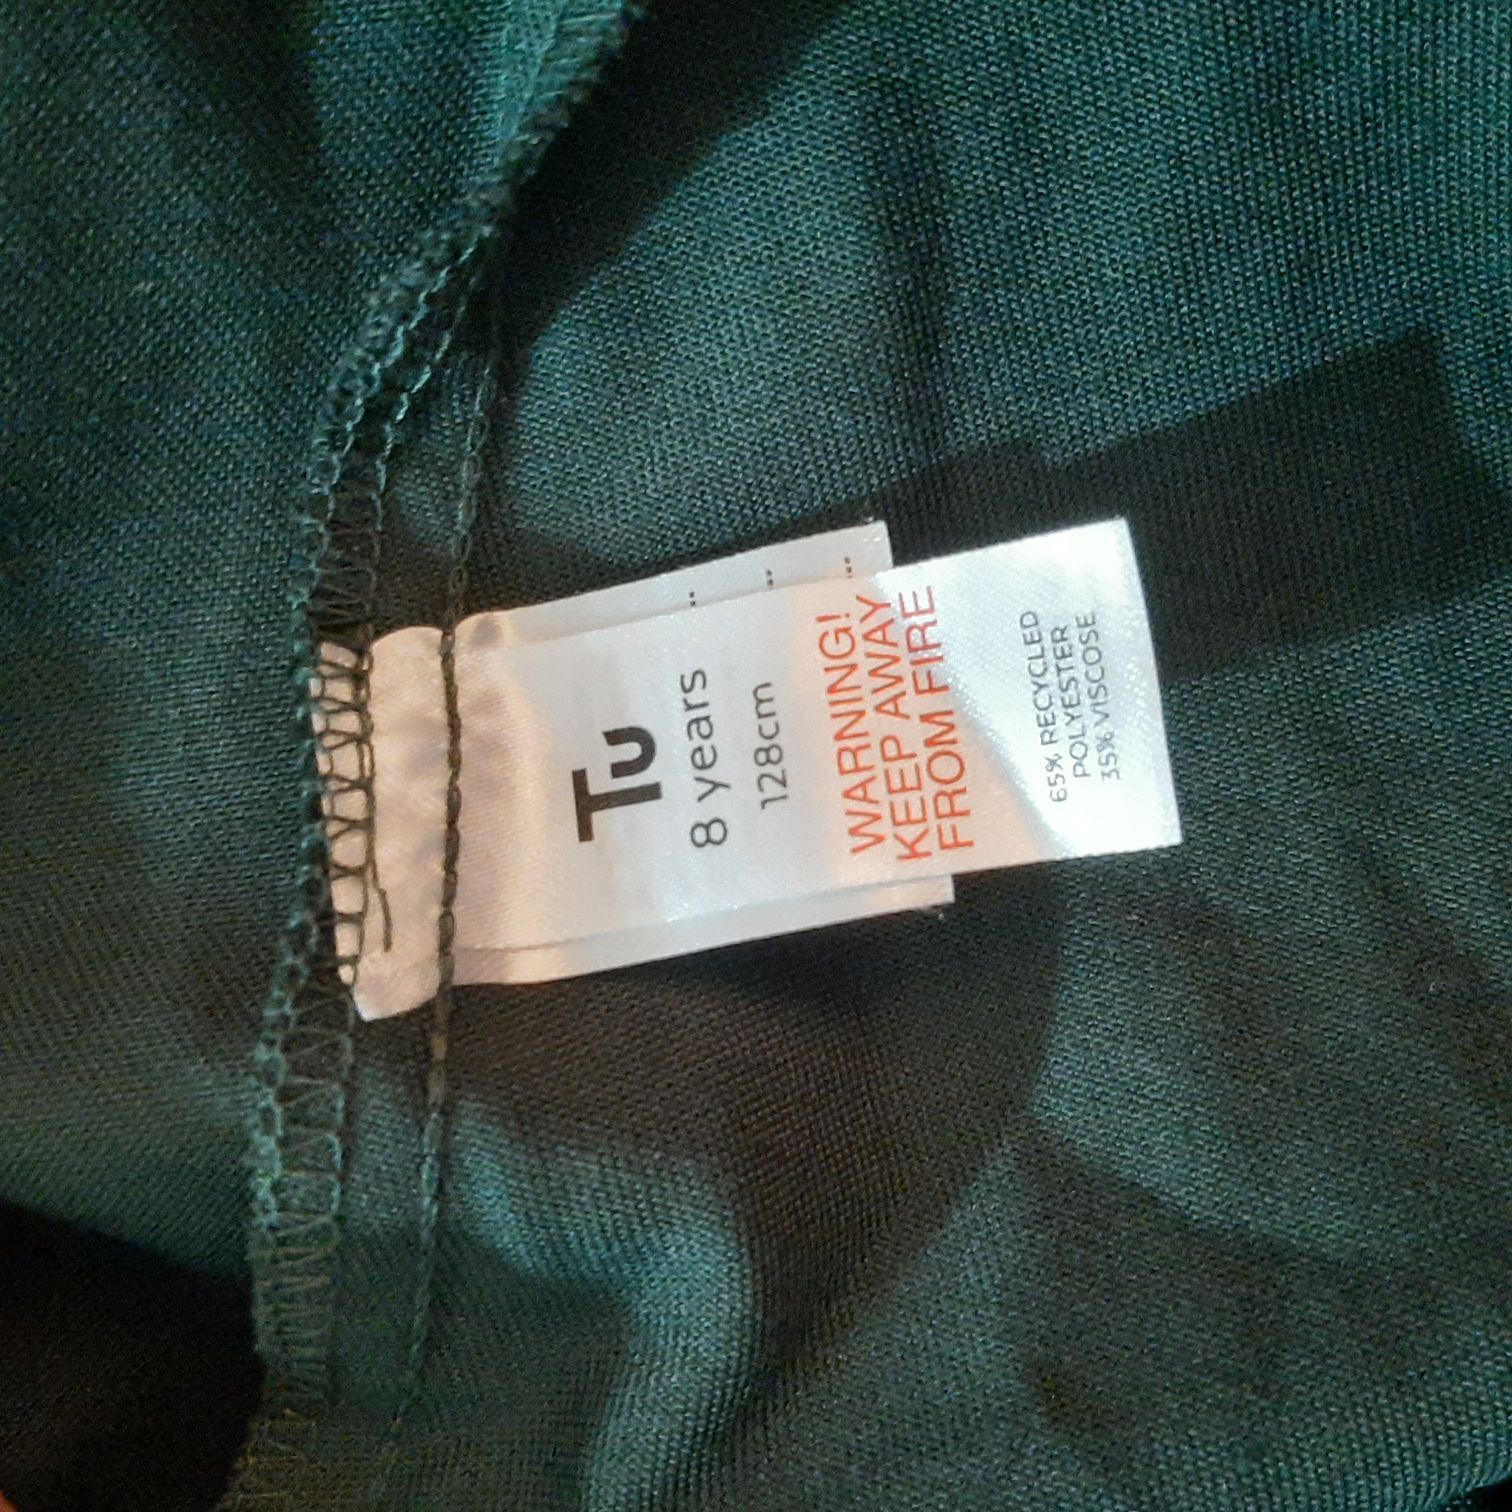 Tu
8 years
128cm
WARNING!
KEEP AWAY
FROM FIRE
65% RECYCLED
POLYESTER
35% VISCOSE